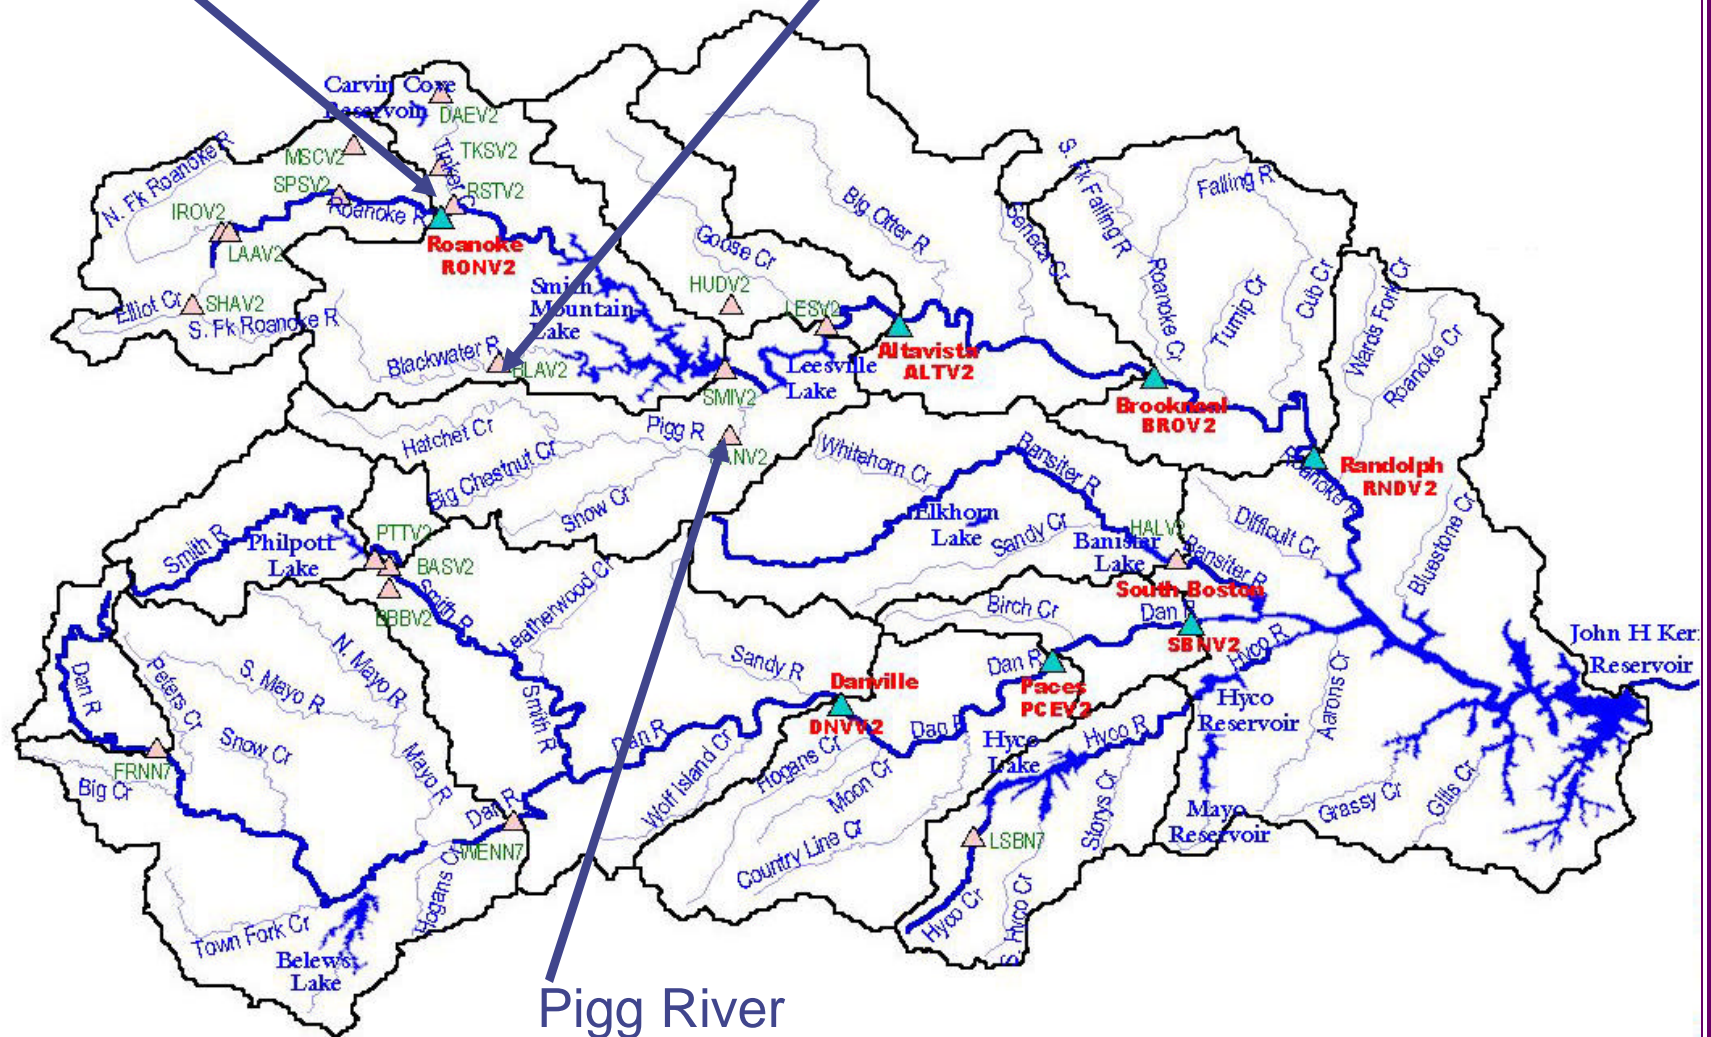 Carvin Cove
Reservoir
DAEV2
MSCV2
TKSV2
Tinker C
N. Fk Roanoke R
SPSV2
RSTV2
IROV2
Roanoke R
LAAV2
Roanoke
RONV2
Elliot Cr
SHAV2
S. Fk Roanoke R
Smith
Mountain
Lake
Blackwater R
BLAV2
Goose Cr
Big Otter R
Seneca Cr
S. Fk Falling R
Falling R
HUDV2
LESV2
Altavista
ALTV2
Leesville
Lake
SMIV2
Roanoke Cr
Turnip Cr
Cub Cr
Wards Fork Cr
Roanoke Cr
Brookneal
BROV2
Hatchet Cr
Pigg R
Big Chestnut Cr
Snow Cr
Whitehorn Cr
Bansiter R
Roanoke R
Randolph
RNDV2
Elkhorn
Lake
Sandy Cr
HALV2
Banister
Lake
Bansiter R
Difficult Cr
Bluestone Cr
Smith R
Philpott
Lake
PTTV2
BASV2
BBBV2
Smith R
Leatherwood Cr
South Boston
SBNV2
Birch Cr
Dan R
John H Ker
Reservoir
Dan R
Peters Cr
S. Mayo R
N. Mayo R
Mayo R
Snow Cr
Smith R
Sandy R
Danville
DNVV2
Dan R
Paces
PCEV2
Hyco R
Hyco
Reservoir
Aarons Cr
FRNN7
Big Cr
Dan R
Dan R
WENN7
Wolf Island Cr
Hogans Cr
Moon Cr
Country Line Cr
Dan R
Hyco
Lake
Hyco R
Storys Cr
Mayo
Reservoir
Grassy Cr
Gills Cr
LSBN7
Hyco Cr
S. Hyco Cr
Hogans Cr
Town Fork Cr
Belews
Lake
Pigg River